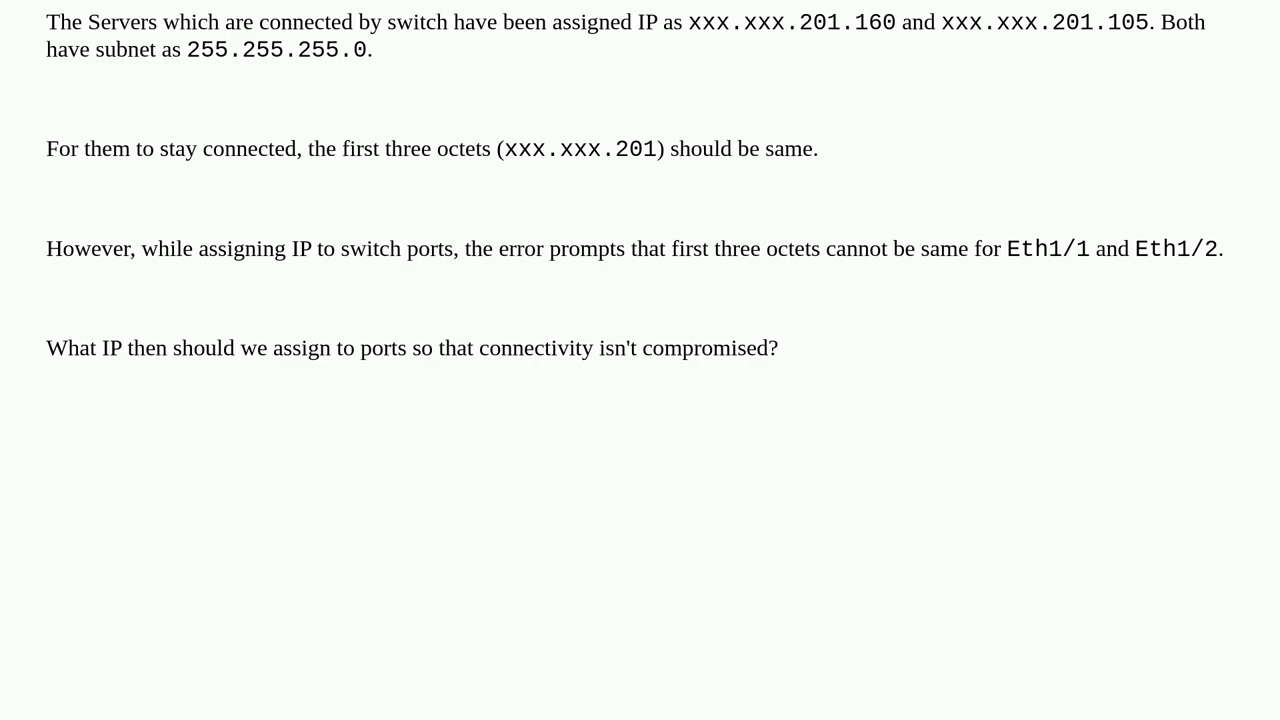 The Servers which are connected by switch have been assigned IP as xxx.xxx.201.160 and xxx.xxx.201.105. Both
have subnet as 255.255.255.0.
For them to stay connected, the first three octets (xxx.xxx.201) should be same.
However, while assigning IP to switch ports, the error prompts that first three octets cannot be same for Eth1/1 and Eth1/2.
What IP then should we assign to ports so that connectivity isn't compromised?